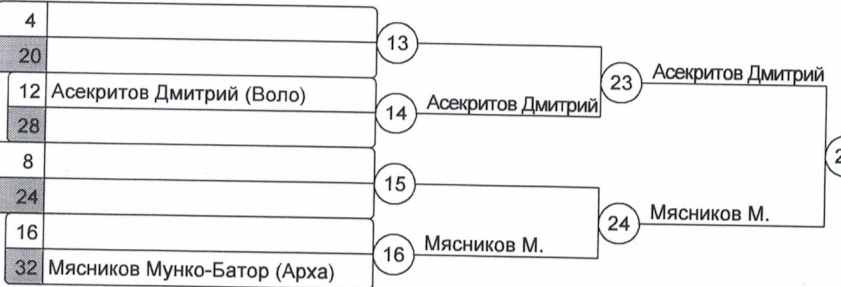 4
13
20
23 Асекритов Дмитрий
12 Асекритов Дмитрий (Воло)
14 Асекритов Дмитрий
28
8
15
24
24 Мясников М.
16
16 Мясников М.
32 Мясников Мунко-Батор (Арха)